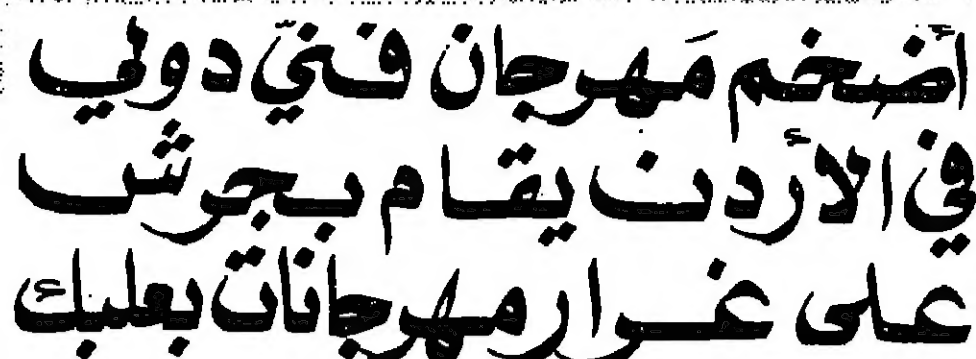 أضخم مَهرجان فنيّ دولي
في الأردن يقام بجرش
على غرار مهرجانات بعلبك